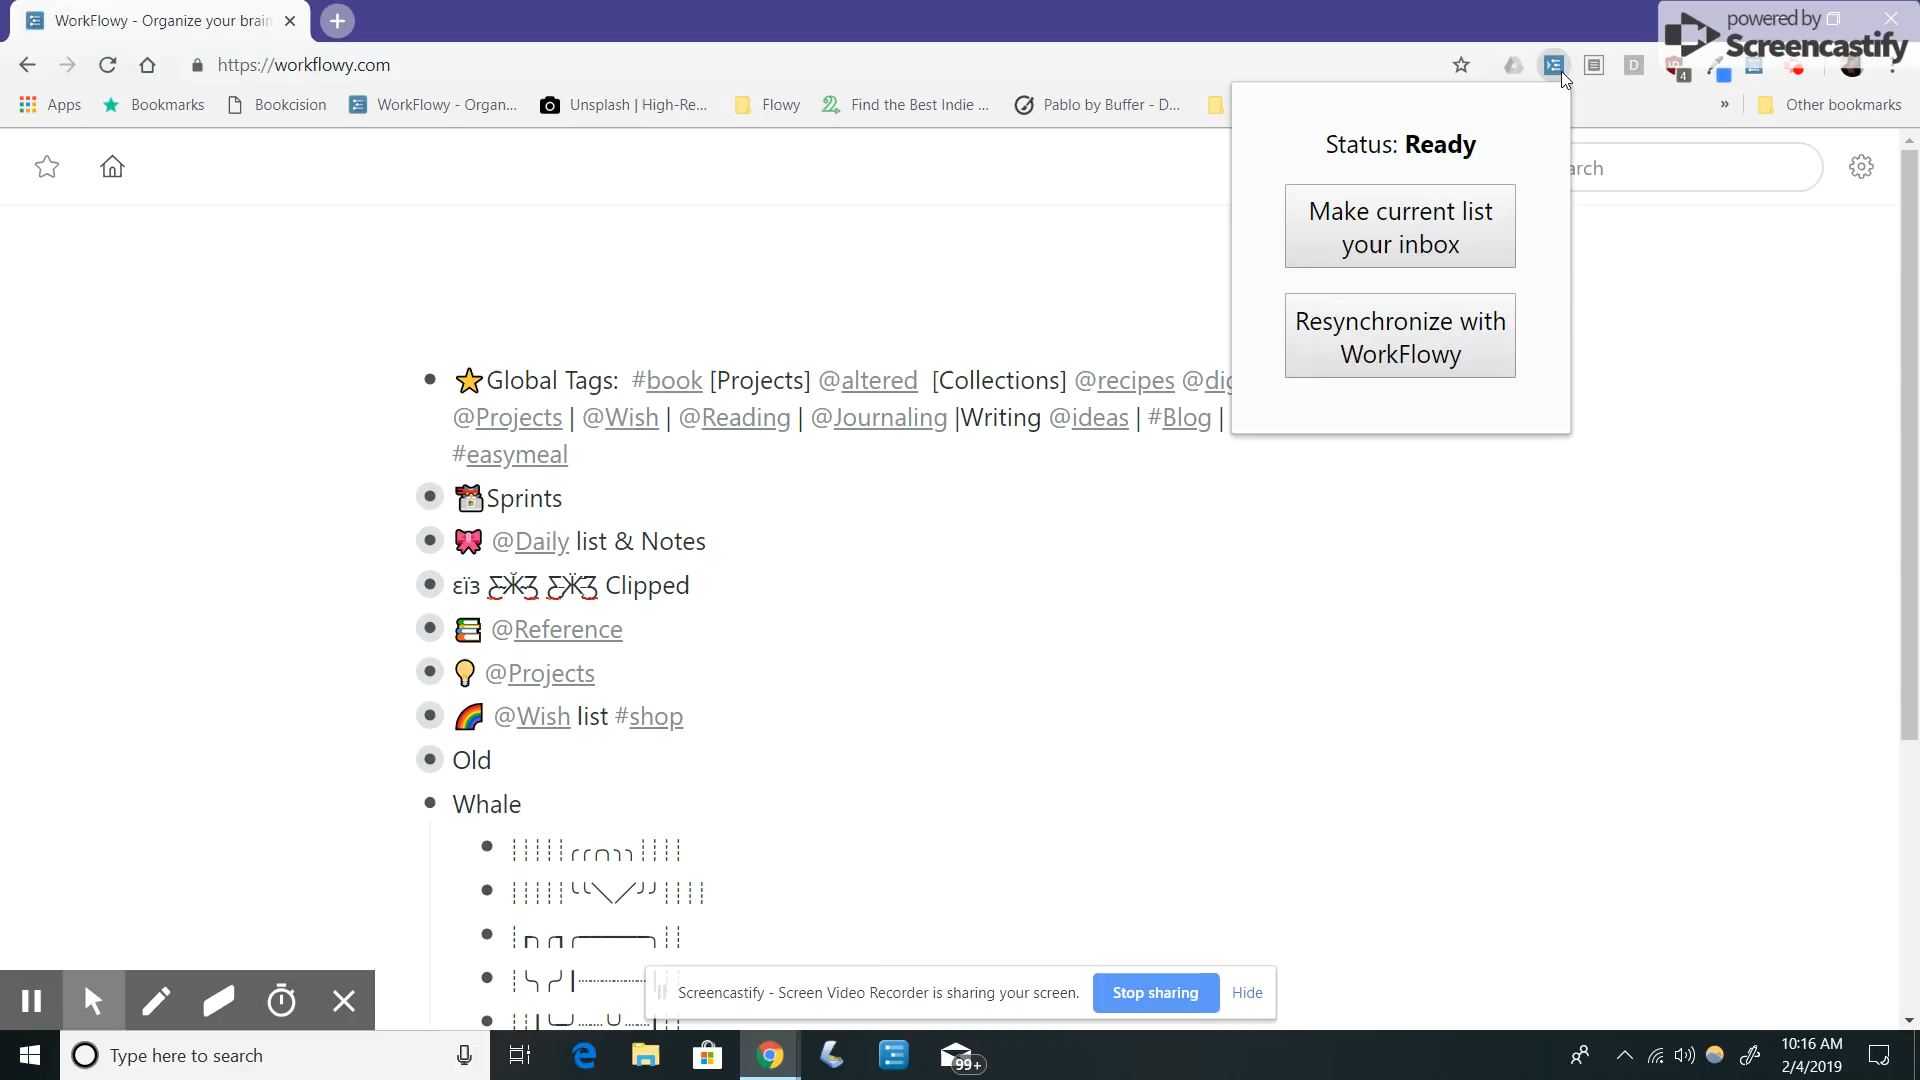 WorkFlowy - Organize your brain
powered by
Screencastify
https://workflowy.com
D
4
Apps
Bookmarks
Bookcision
WorkFlowy - Organ...
Unsplash | High-Re...
Flowy
Find the Best Indie ...
Pablo by Buffer - D...
»
Other bookmarks
Status: Ready
Make current list
your inbox
Resynchronize with
WorkFlowy
arch
⭐Global Tags: #book [Projects] @altered [Collections] @recipes @dig
@Projects | @Wish | @Reading | @Journaling |Writing @ideas | #Blog |
#easymeal
Sprints
🎀 @Daily list & Notes
εϊз Ƹ̵̡Ӝ̵̨̄Ʒ Ƹ̵̡Ӝ̵̨̄Ʒ Clipped
📚 @Reference
💡 @Projects
🌈 @Wish list #shop
Old
Whale
┊┊┊┊┊╭╭╮╮┊┊┊┊
┊┊┊┊┊╰╰╲╱╯╯┊┊┊┊
Screencastify - Screen Video Recorder is sharing your screen.
Stop sharing
Hide
Type here to search
99+
10:16 AM
2/4/2019